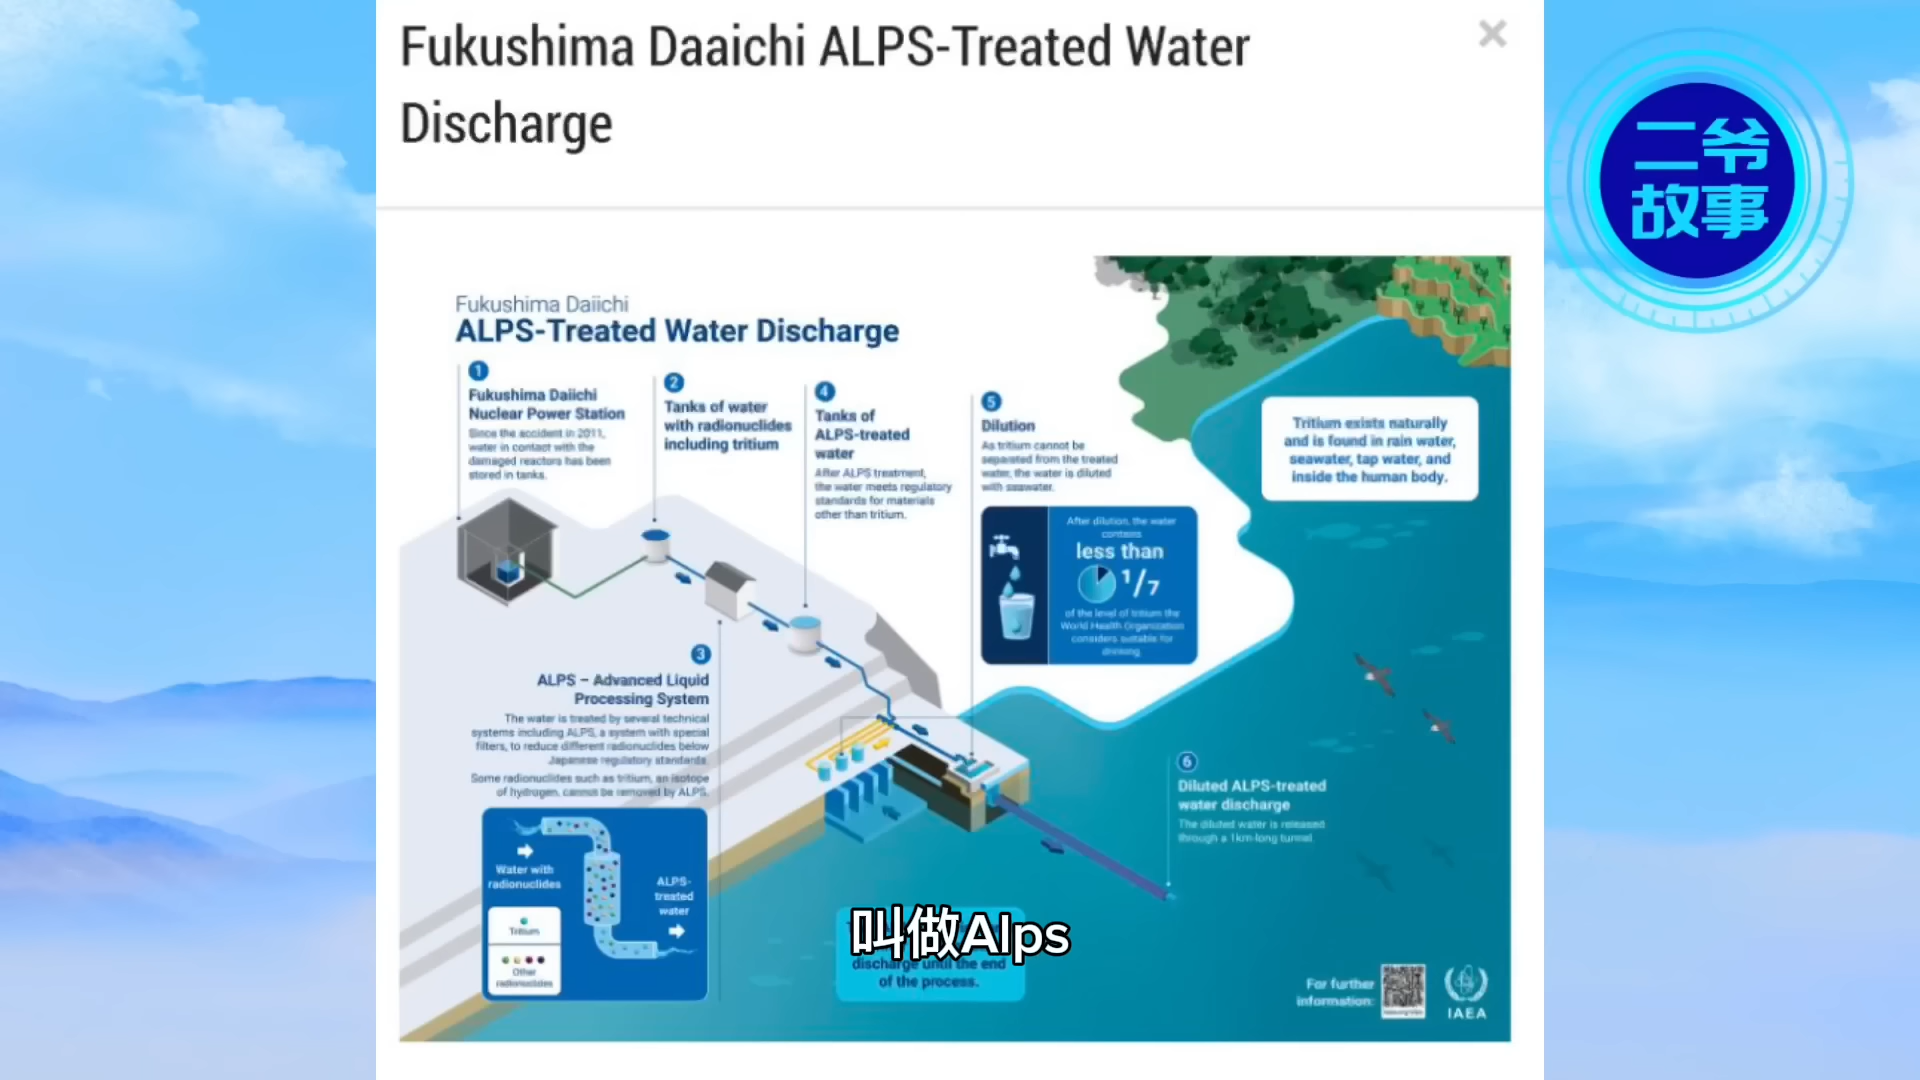 Fukushima Daaichi ALPS-Treated Water
Discharge
×
二爷
故事
Fukushima Daiichi
ALPS-Treated Water Discharge
1
Fukushima Daiichi
Nuclear Power Station
Since the accident in 2011,
water in contact with the
damaged reactors has been
stored in tanks.
2
Tanks of water
with radionuclides
including tritium
4
Tanks of
ALPS-treated
water
After ALPS treatment,
the water meets regulatory
standards for materials
other than tritium.
5
Dilution
As tritium cannot be
separated from the treated
water, the water is diluted
with seawater.
After dilution, the water
contains
less than
1/7
of the level of tritium the
World Health Organization
considers suitable for
drinking.
Tritium exists naturally
and is found in rain water,
seawater, tap water, and
inside the human body.
3
ALPS – Advanced Liquid
Processing System
The water is treated by several technical
systems including ALPS, a system with special
filters, to reduce different radionuclides below
Japanese regulatory standards.
Some radionuclides such as tritium, an isotope
of hydrogen, cannot be removed by ALPS.
Water with
radionuclides
ALPS-
treated
water
Tritium
Other
radionuclides
6
Diluted ALPS-treated
water discharge
The diluted water is released
through a 1km-long tunnel.
叫做Alps
discharge until the end
of the process.
For further
information:
IAEA